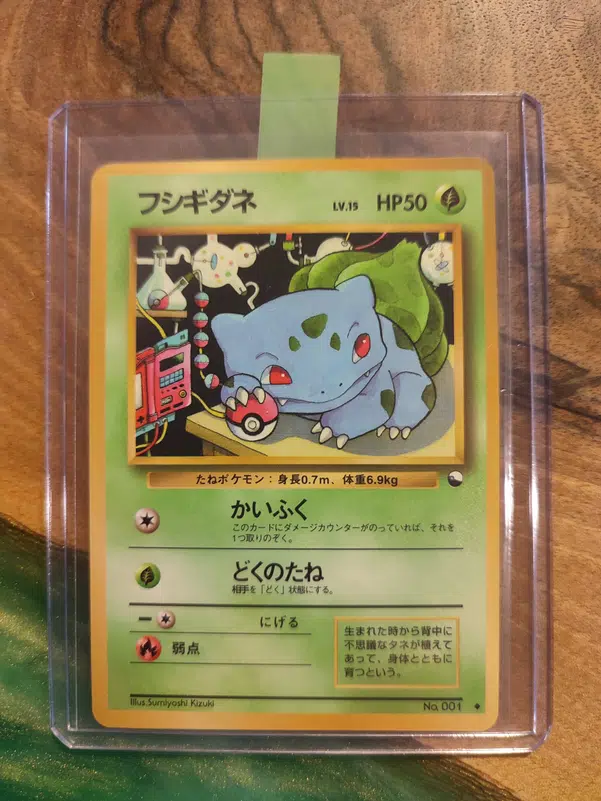 フシギダネ LV.15 HP50
たねポケモン：身長0.7m、体重6.9kg
かいふく
このカードにダメージカウンターがのっていれば、それを
1つ取りのぞく。
どくのたね
相手を「どく」状態にする。
にげる
弱点
生まれた時から背中に
不思議なタネが植えて
あって、身体とともに
育つという。
Illus.Sumiyoshi Kizuki
No. 001